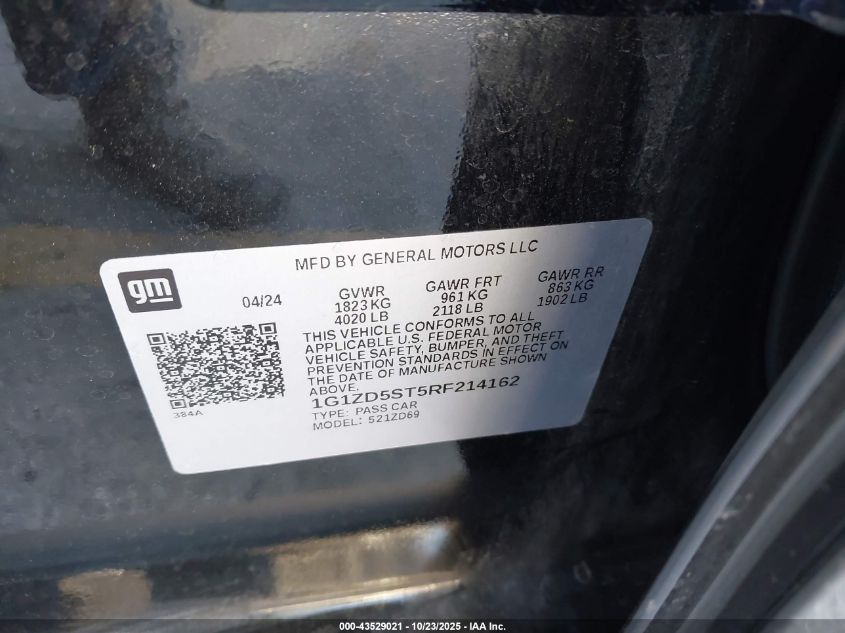 MFD BY GENERAL MOTORS LLC
gm
04/24
GVWR
1823 KG
4020 LB
GAWR FRT
961 KG
2118 LB
GAWR RR
863 KG
1902 LB
THIS VEHICLE CONFORMS TO ALL
APPLICABLE U.S. FEDERAL MOTOR
VEHICLE SAFETY, BUMPER, AND THEFT
PREVENTION STANDARDS IN EFFECT ON
THE DATE OF MANUFACTURE SHOWN
ABOVE.
1G1ZD5ST5RF214162
TYPE: PASS CAR
MODEL: 521ZD69
384A
000-43529021 | 10/23/2025 - IAA Inc.